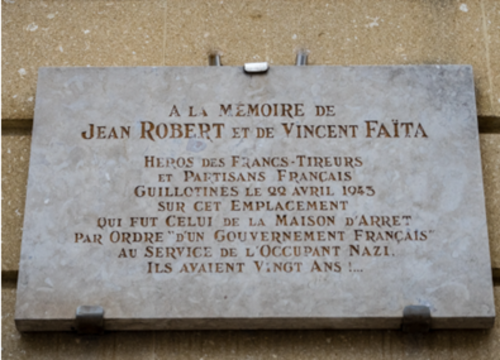 A LA MÉMOIRE DE
JEAN ROBERT ET DE VINCENT FAÏTA
HEROS DES FRANCS-TIREURS
ET PARTISANS FRANÇAIS
GUILLOTINES LE 22 AVRIL 1943
SUR CET EMPLACEMENT
QUI FUT CELUI DE LA MAISON D'ARRET
PAR ORDRE "D'UN GOUVERNEMENT FRANÇAIS"
AU SERVICE DE L'OCCUPANT NAZI.
ILS AVAIENT VINGT ANS !...